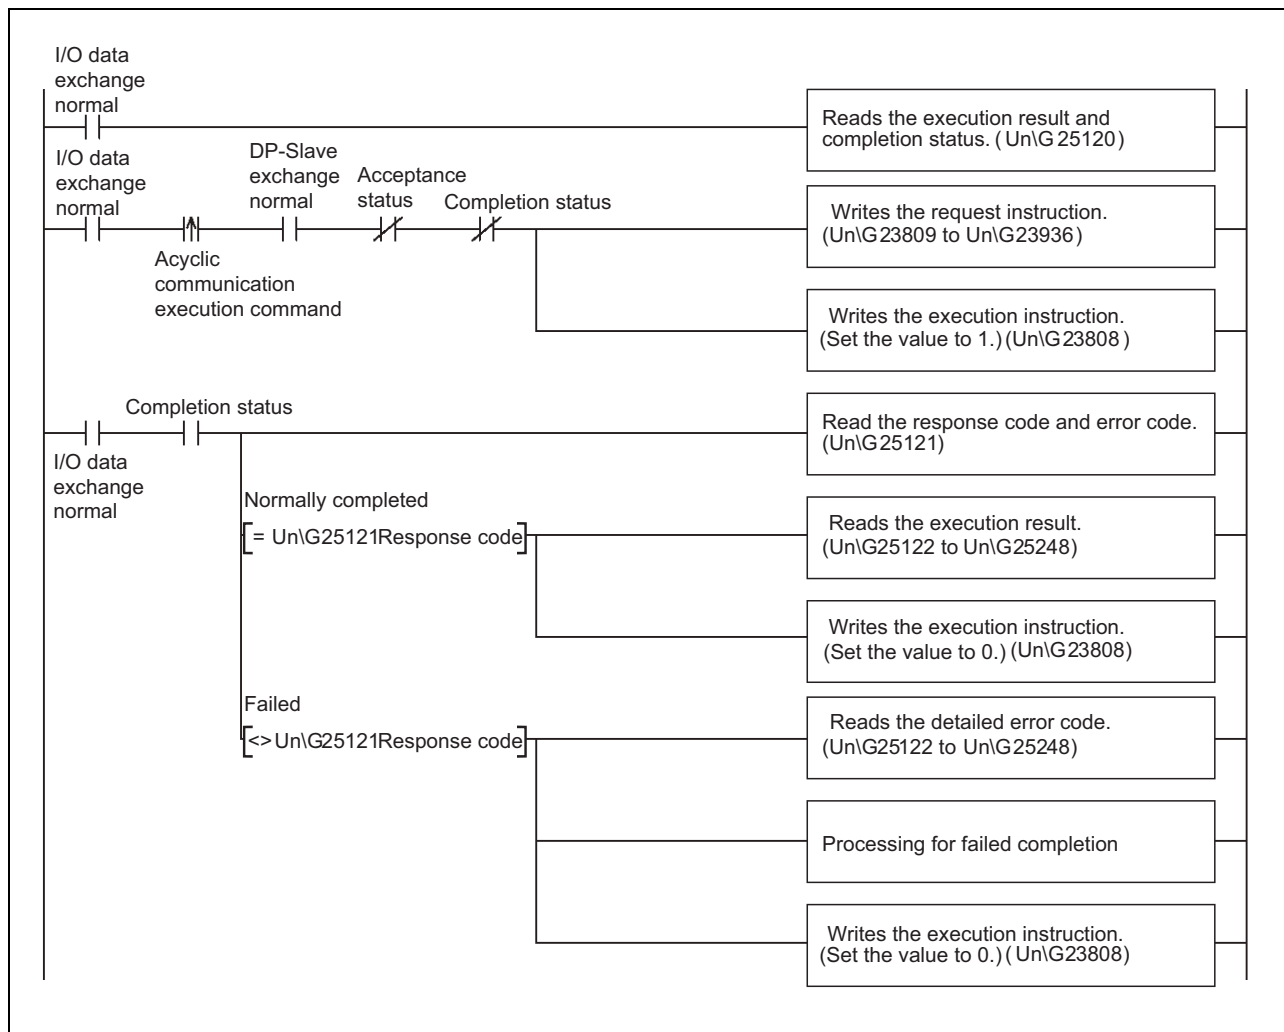 I/O data
exchange
normal
Reads the execution result and
completion status. (Un\G25120)
I/O data
exchange
normal
DP-Slave
exchange
normal
Acceptance
status
Completion status
Acyclic
communication
execution command
Writes the request instruction.
(Un\G23809 to Un\G23936)
Writes the execution instruction.
(Set the value to 1.)(Un\G23808)
Completion status
I/O data
exchange
normal
Read the response code and error code.
(Un\G25121)
Normally completed
= Un\G25121Response code
Reads the execution result.
(Un\G25122 to Un\G25248)
Writes the execution instruction.
(Set the value to 0.)(Un\G23808)
Failed
<>Un\G25121Response code
Reads the detailed error code.
(Un\G25122 to Un\G25248)
Processing for failed completion
Writes the execution instruction.
(Set the value to 0.)(Un\G23808)